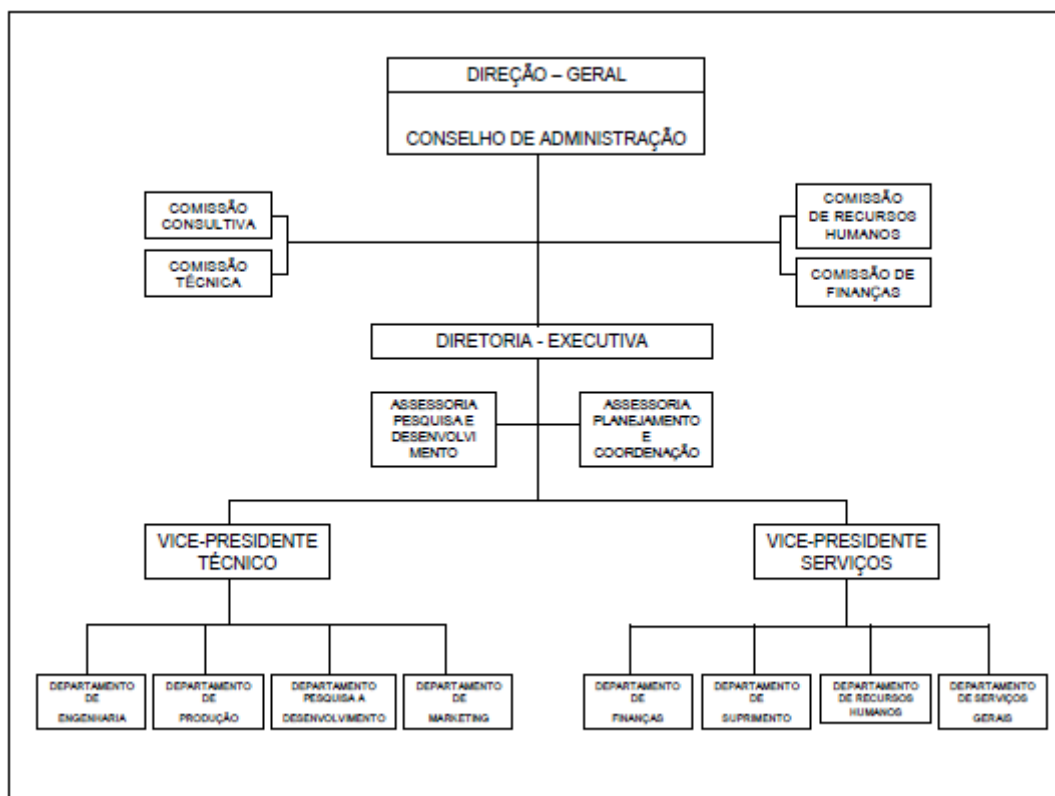 DIREÇÃO – GERAL
CONSELHO DE ADMINISTRAÇÃO
COMISSÃO
CONSULTIVA
COMISSÃO
TÉCNICA
COMISSÃO
DE RECURSOS
HUMANOS
COMISSÃO DE
FINANÇAS
DIRETORIA - EXECUTIVA
ASSESSORIA
PESQUISA E
DESENVOLVI
MENTO
ASSESSORIA
PLANEJAMENTO
E
COORDENAÇÃO
VICE-PRESIDENTE
TÉCNICO
VICE-PRESIDENTE
SERVIÇOS
DEPARTAMENTO
DE
ENGENHARIA
DEPARTAMENTO
DE
PRODUÇÃO
DEPARTAMENTO
PESQUISA A
DESENVOLVIMENTO
DEPARTAMENTO
DE
MARKETING
DEPARTAMENTO
DE
FINANÇAS
DEPARTAMENTO
DE
SUPRIMENTO
DEPARTAMENTO
DE RECURSOS
HUMANOS
DEPARTAMENTO
DE SERVIÇOS
GERAIS